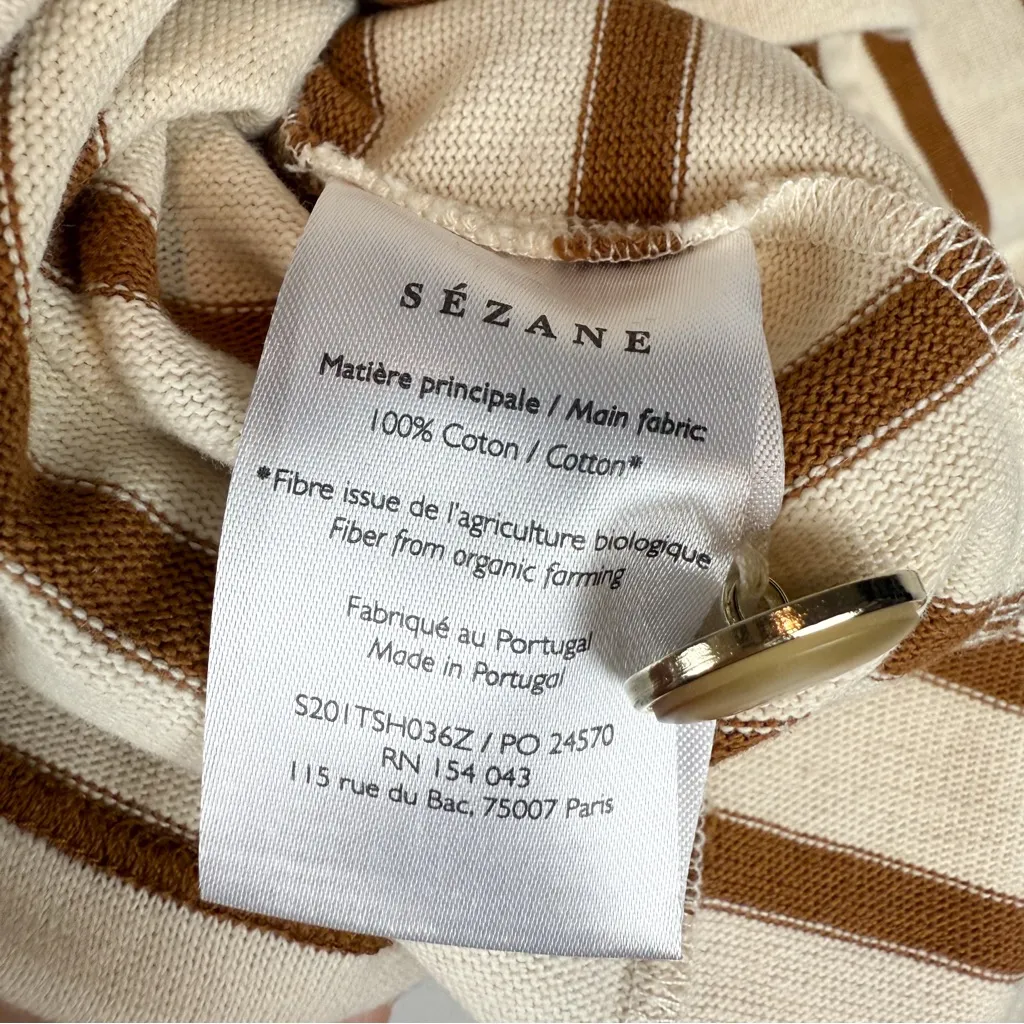 SÉZANE
Matière principale / Main fabric
100% Coton / Cotton*
*Fibre issue de l'agriculture biologique
Fiber from organic farming
Fabriqué au Portugal
Made in Portugal
S201TSH036Z / PO 24570
RN 154 043
115 rue du Bac, 75007 Paris